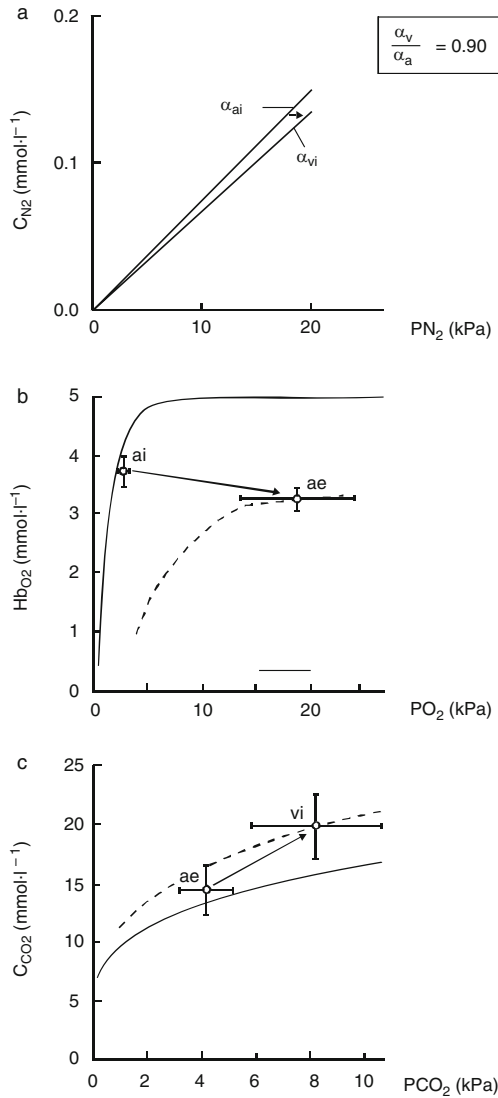 a
0.2
αv
αa
= 0.90
αai
0.1
αvi
CN2 (mmol·l−1)
0.0
0
10
20
PN2 (kPa)
b
5
ai
4
ae
3
HbO2 (mmol·l−1)
2
1
0
0
10
20
PO2 (kPa)
c
25
vi
20
ae
15
CCO2 (mmol·l−1)
10
5
0
0
2
4
6
8
10
PCO2 (kPa)